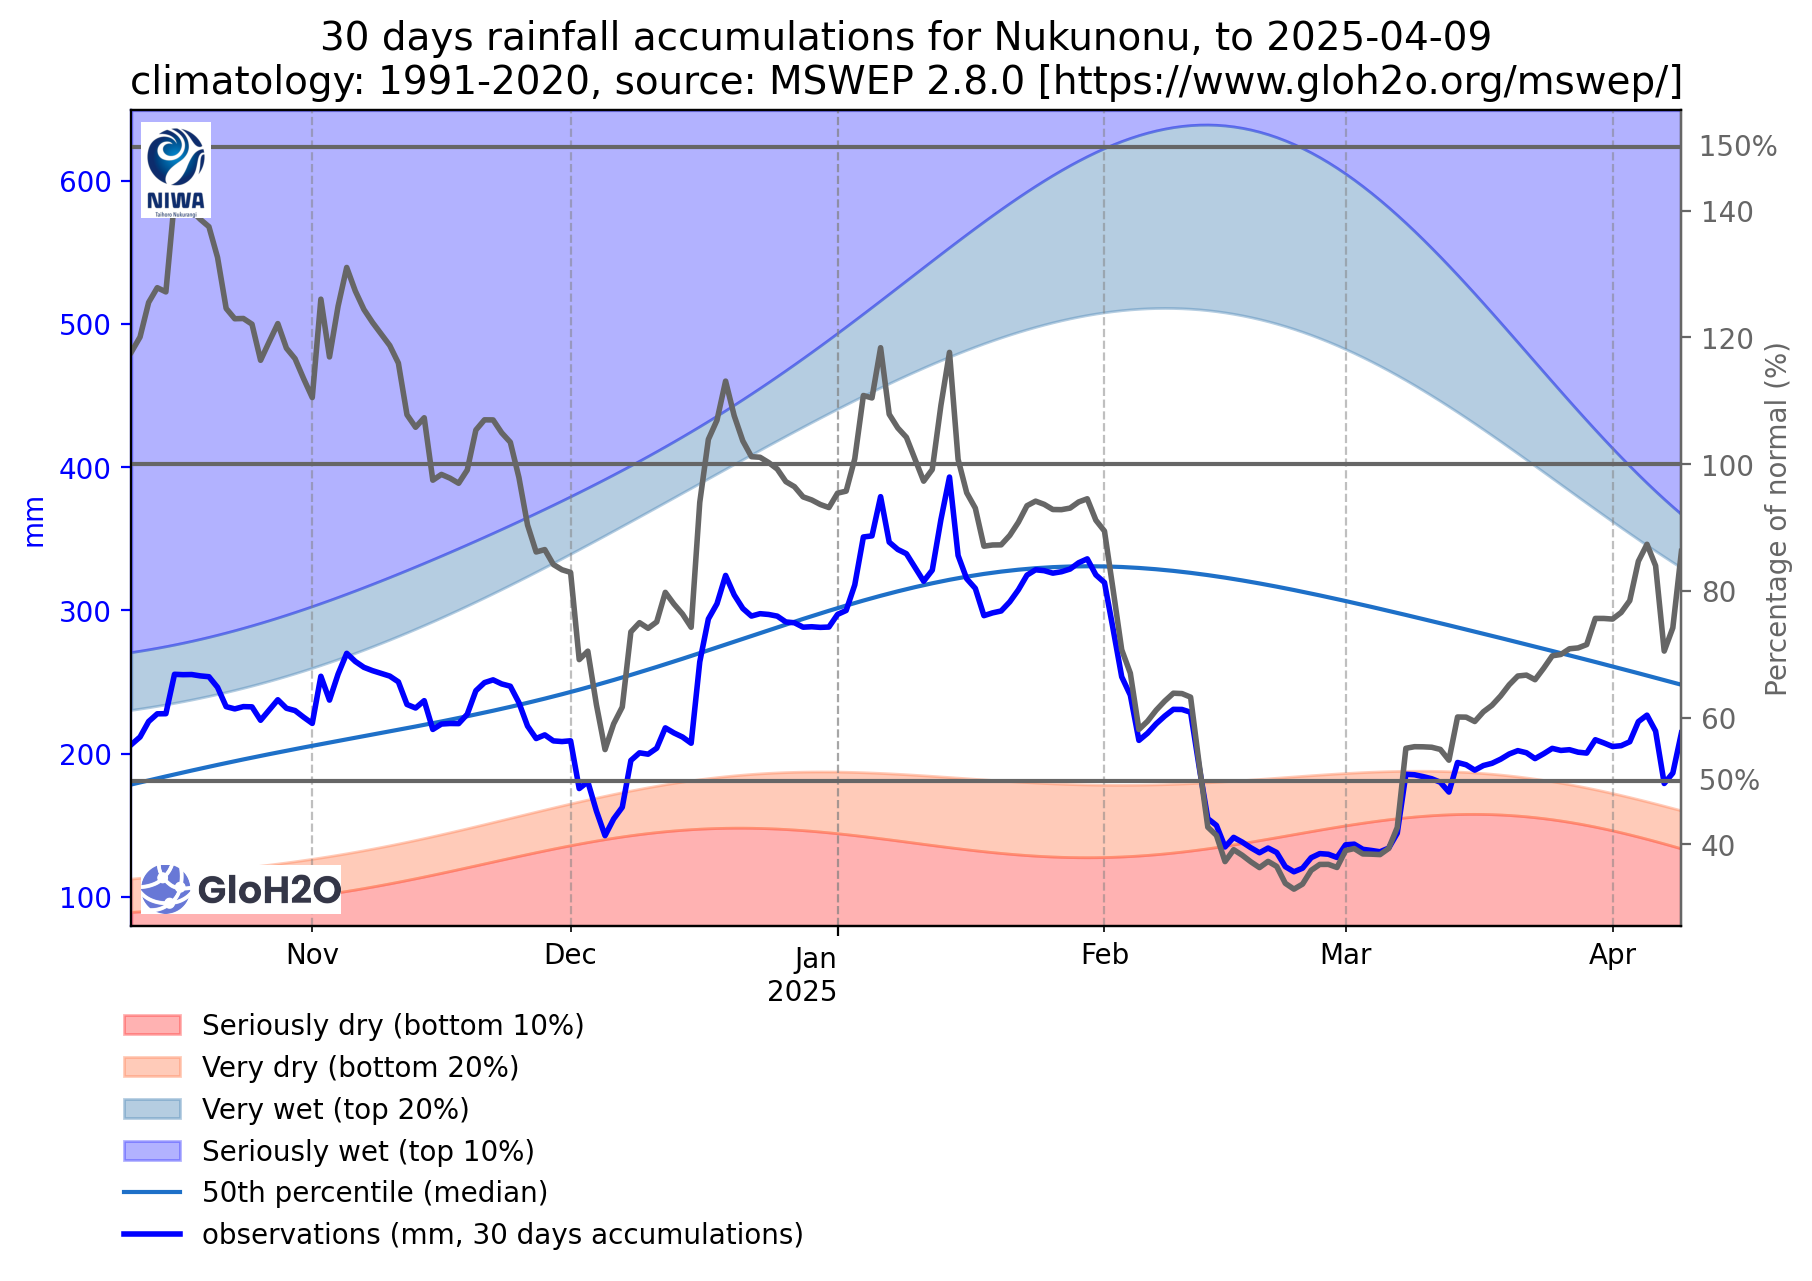 30 days rainfall accumulations for Nukunonu, to 2025-04-09
climatology: 1991-2020, source: MSWEP 2.8.0 [https://www.gloh2o.org/mswep/]
NIWA
Taihoro Nukurangi
600
500
400
300
200
100
mm
150%
140
120
100
80
60
50%
40
Percentage of normal (%)
GloH2O
Nov
Dec
Jan
2025
Feb
Mar
Apr
Seriously dry (bottom 10%)
Very dry (bottom 20%)
Very wet (top 20%)
Seriously wet (top 10%)
50th percentile (median)
observations (mm, 30 days accumulations)